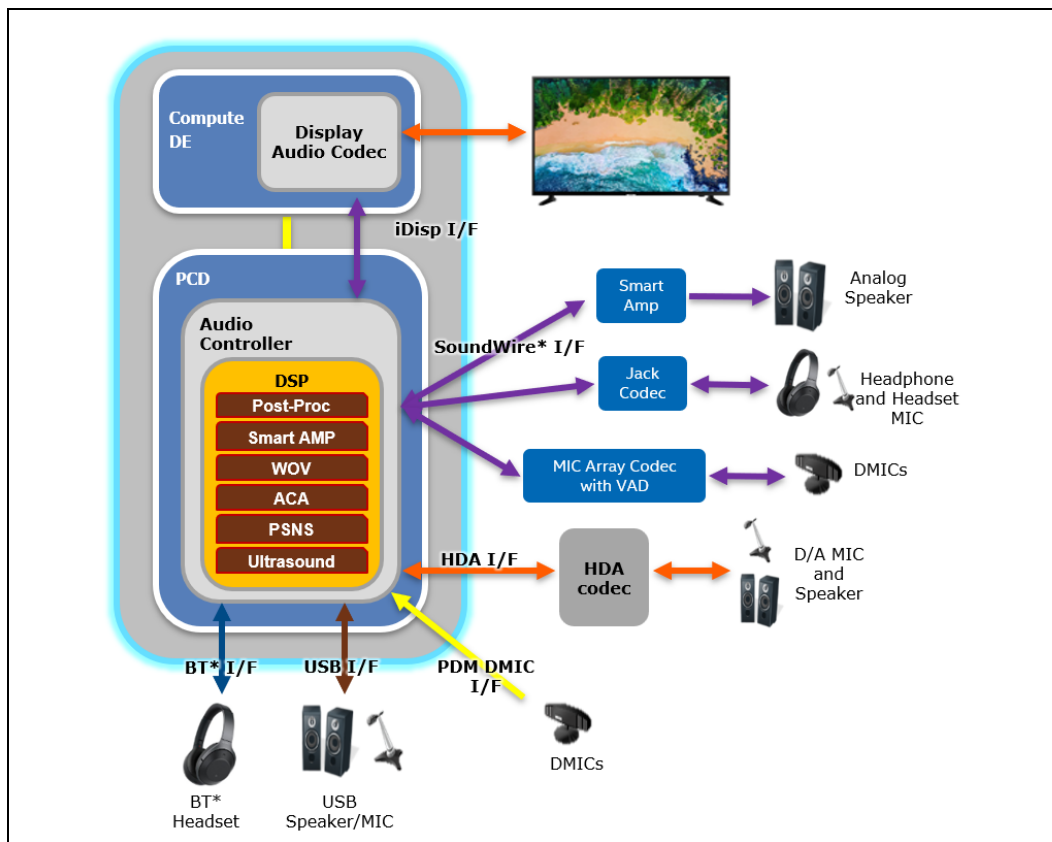 Compute
DE
Display
Audio Codec
iDisp I/F
PCD
Audio
Controller
DSP
Post-Proc
Smart AMP
WOV
ACA
PSNS
Ultrasound
SoundWire* I/F
Smart
Amp
Analog
Speaker
Jack
Codec
Headphone
and Headset
MIC
MIC Array Codec
with VAD
DMICs
HDA I/F
HDA
codec
D/A MIC
and
Speaker
BT* I/F
USB I/F
PDM DMIC
I/F
BT*
Headset
USB
Speaker/MIC
DMICs